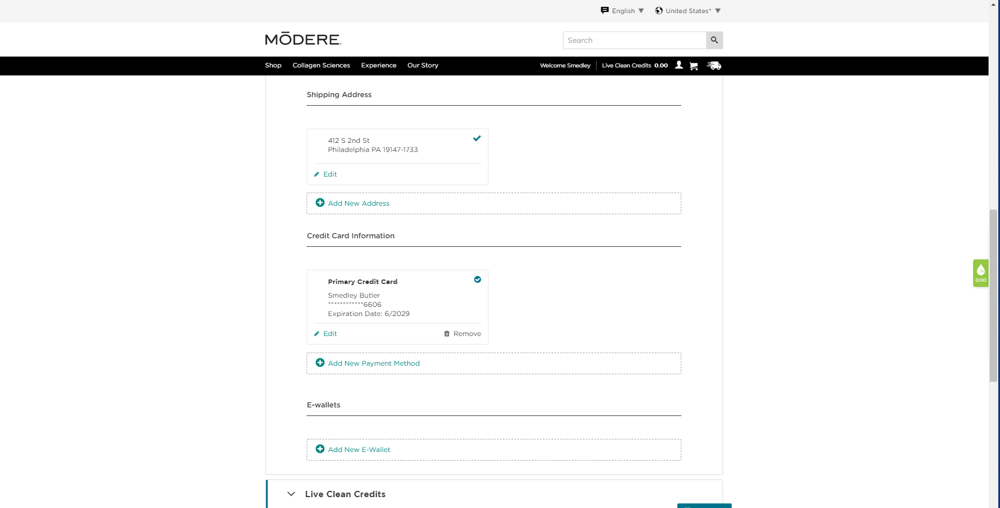 English
United States*
MŌDERE.
Search
Shop
Collagen Sciences
Experience
Our Story
Welcome Smedley
Live Clean Credits 0.00
Shipping Address
412 S 2nd St
Philadelphia PA 19147-1733
Edit
Add New Address
Credit Card Information
Primary Credit Card
Smedley Butler
************6606
Expiration Date: 6/2029
Edit
Remove
Add New Payment Method
M
0.00
E-wallets
Add New E-Wallet
Live Clean Credits